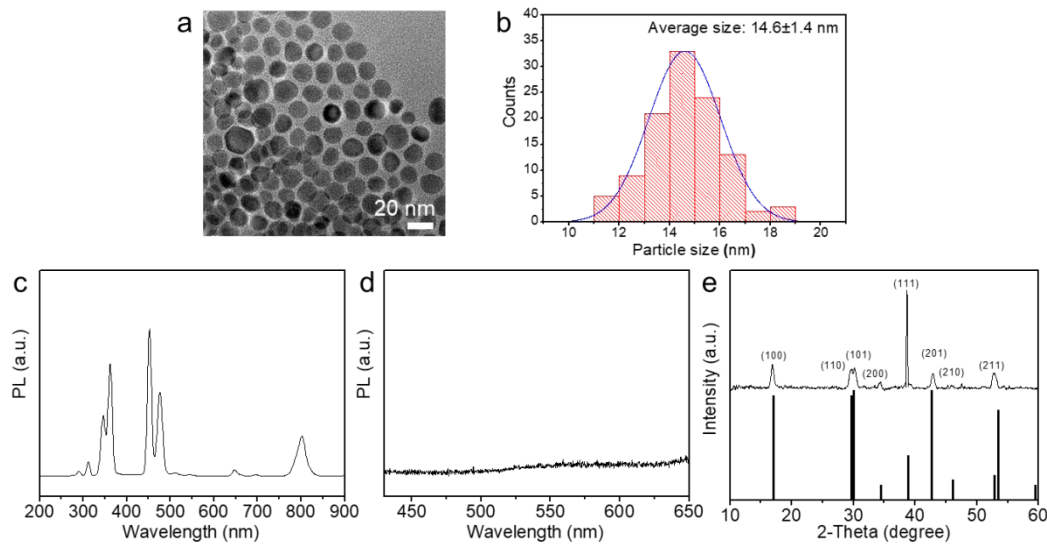 a
20 nm
b
Average size: 14.6±1.4 nm
Counts
40
35
30
25
20
15
10
5
0
10 12 14 16 18 20
Particle size (nm)
c
PL (a.u.)
200 300 400 500 600 700 800 900
Wavelength (nm)
d
PL (a.u.)
450 500 550 600 650
Wavelength (nm)
e
Intensity (a.u.)
(100)
(110)
(101)
(200)
(111)
(201)
(210)
(211)
10 20 30 40 50 60
2-Theta (degree)